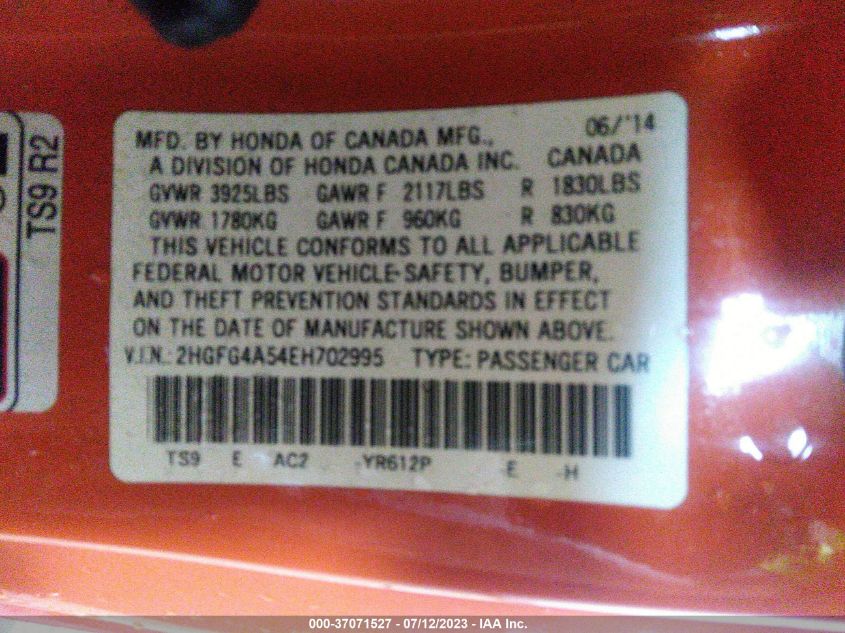 06/'14
MFD. BY HONDA OF CANADA MFG.,
A DIVISION OF HONDA CANADA INC. CANADA
GVWR 3925LBS GAWR F 2117LBS R 1830LBS
GVWR 1780KG GAWR F 960KG R 830KG
THIS VEHICLE CONFORMS TO ALL APPLICABLE
FEDERAL MOTOR VEHICLE-SAFETY, BUMPER,
AND THEFT PREVENTION STANDARDS IN EFFECT
ON THE DATE OF MANUFACTURE SHOWN ABOVE.
V.I.N.: 2HGFG4A54EH702995 TYPE: PASSENGER CAR
TS9 E AC2 -YR612P -E -H
TS9 R2
000-37071527 - 07/12/2023 - IAA Inc.